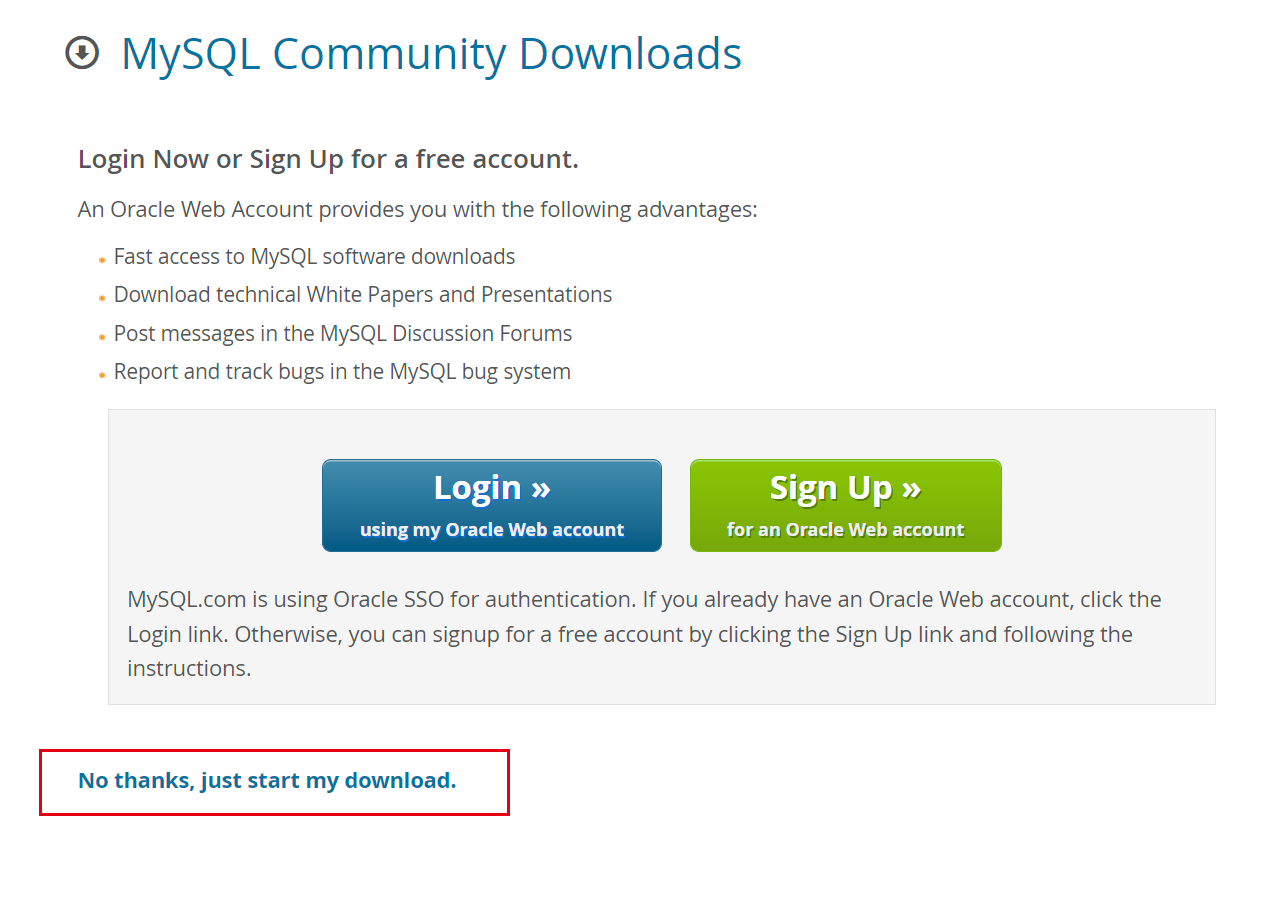 MySQL Community Downloads
Login Now or Sign Up for a free account.
An Oracle Web Account provides you with the following advantages:
Fast access to MySQL software downloads
Download technical White Papers and Presentations
Post messages in the MySQL Discussion Forums
Report and track bugs in the MySQL bug system
Login »
using my Oracle Web account
Sign Up »
for an Oracle Web account
MySQL.com is using Oracle SSO for authentication. If you already have an Oracle Web account, click the
Login link. Otherwise, you can signup for a free account by clicking the Sign Up link and following the
instructions.
No thanks, just start my download.